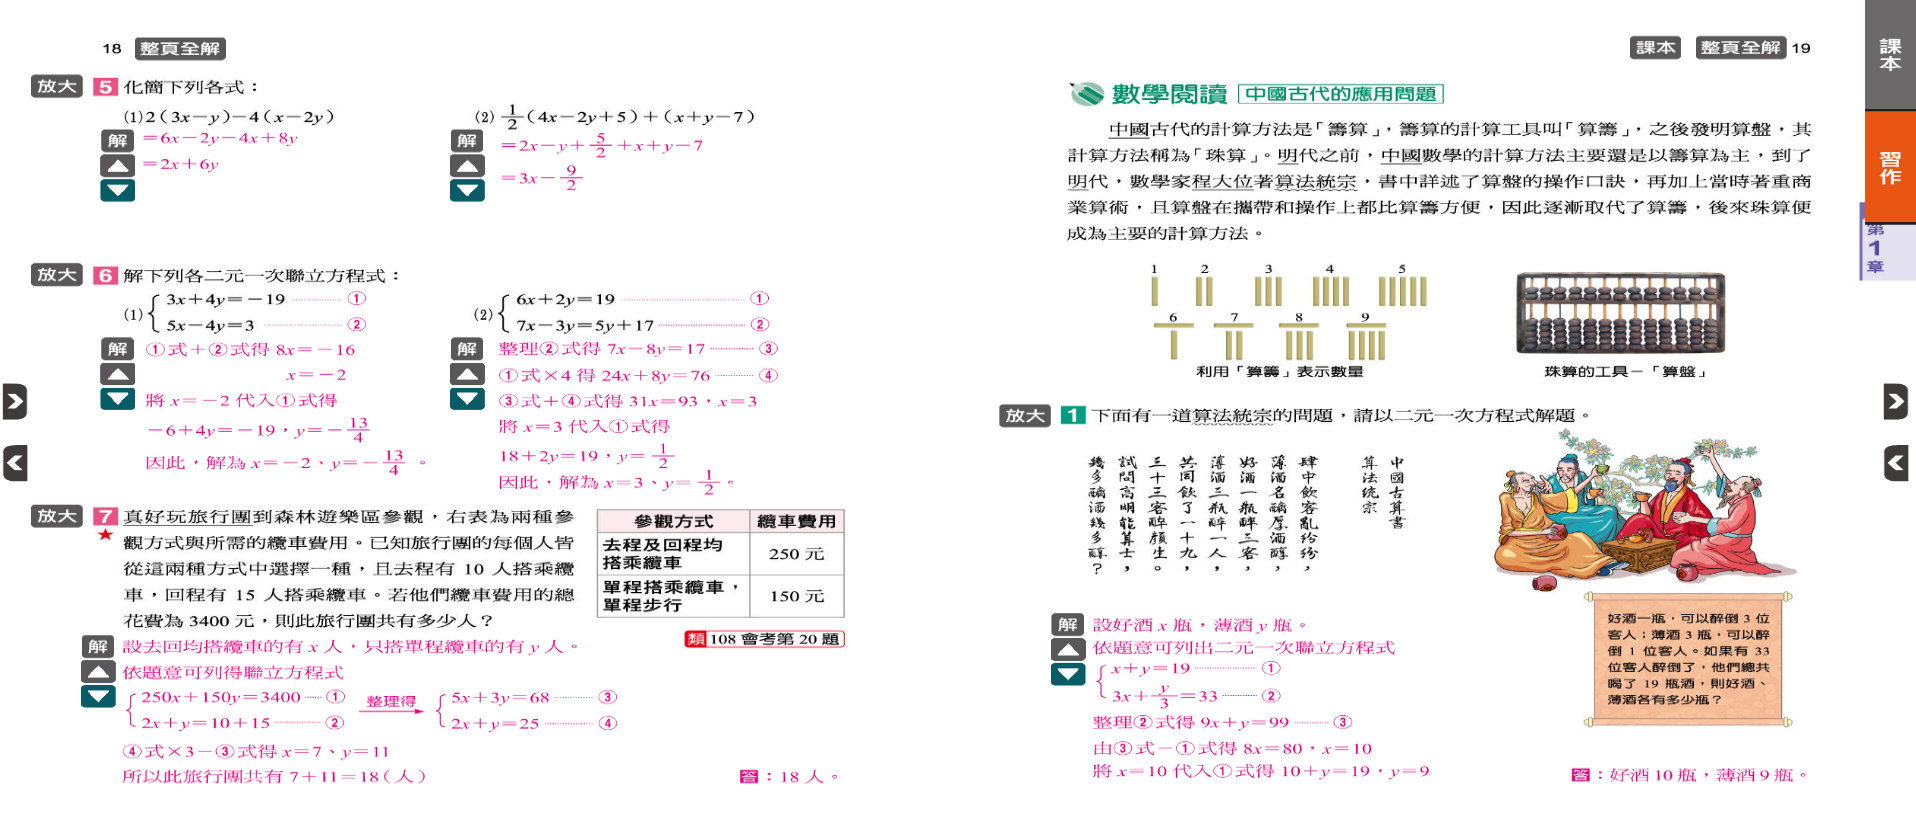 18 整頁全解
放大 5 化簡下列各式：
(1) 2（3x－y）－4（x－2y）
解 ＝6x－2y－4x＋8y
＝2x＋6y
(2) 1/2（4x－2y＋5）＋（x＋y－7）
解 ＝2x－y＋5/2＋x＋y－7
＝3x－9/2
放大 6 解下列各二元一次聯立方程式：
(1) 3x＋4y＝－19 ……… ①
5x－4y＝3 ……… ②
解 ①式＋②式得 8x＝－16
x＝－2
將 x＝－2 代入①式得
－6＋4y＝－19，y＝－13/4
因此，解為 x＝－2、y＝－13/4。
(2) 6x＋2y＝19 ……… ①
7x－3y＝5y＋17 ……… ②
解 整理②式得 7x－8y＝17 ……… ③
①式×4 得 24x＋8y＝76 ……… ④
③式＋④式得 31x＝93，x＝3
將 x＝3 代入①式得
18＋2y＝19，y＝1/2
因此，解為 x＝3、y＝1/2。
放大 7 真好玩旅行團到森林遊樂區參觀，右表為兩種參
★ 觀方式與所需的纜車費用。已知旅行團的每個人皆
從這兩種方式中選擇一種，且去程有 10 人搭乘纜
車，回程有 15 人搭乘纜車。若他們纜車費用的總
花費為 3400 元，則此旅行團共有多少人？
參觀方式 纜車費用
去程及回程均
搭乘纜車 250 元
單程搭乘纜車，
單程步行 150 元
類 108 會考第 20 題
解 設去回均搭纜車的有 x 人，只搭單程纜車的有 y 人。
依題意可列得聯立方程式
250x＋150y＝3400 …… ① 整理得 5x＋3y＝68 ……… ③
2x＋y＝10＋15 ……… ② 2x＋y＝25 ……… ④
④式×3－③式得 x＝7、y＝11
所以此旅行團共有 7＋11＝18（人）
答：18 人。
課本 整頁全解 19
數學閱讀 中國古代的應用問題
中國古代的計算方法是「籌算」，籌算的計算工具叫「算籌」，之後發明算盤，其
計算方法稱為「珠算」。明代之前，中國數學的計算方法主要還是以籌算為主，到了
明代，數學家程大位著算法統宗，書中詳述了算盤的操作口訣，再加上當時著重商
業算術，且算盤在攜帶和操作上都比算籌方便，因此逐漸取代了算籌，後來珠算便
成為主要的計算方法。
1 2 3 4 5
6 7 8 9
利用「算籌」表示數量
珠算的工具－「算盤」
放大 1 下面有一道算法統宗的問題，請以二元一次方程式解題。
中國古算書
算法統宗
肆中飲客亂紛紛，
薄酒名醨厚酒醇，
好酒一瓶醉三客，
薄酒三瓶醉一人，
共同飲了一十九，
三十三客醉顏生。
試問高明能算士，
幾多醨酒幾多醇？
好酒一瓶，可以醉倒 3 位
客人；薄酒 3 瓶，可以醉
倒 1 位客人。如果有 33
位客人醉倒了，他們總共
喝了 19 瓶酒，則好酒、
薄酒各有多少瓶？
解 設好酒 x 瓶，薄酒 y 瓶。
依題意可列出二元一次聯立方程式
x＋y＝19 ……… ①
3x＋y/3＝33 ……… ②
整理②式得 9x＋y＝99 ……… ③
由③式－①式得 8x＝80，x＝10
將 x＝10 代入①式得 10＋y＝19，y＝9
答：好酒 10 瓶，薄酒 9 瓶。
課本
習作
第1章